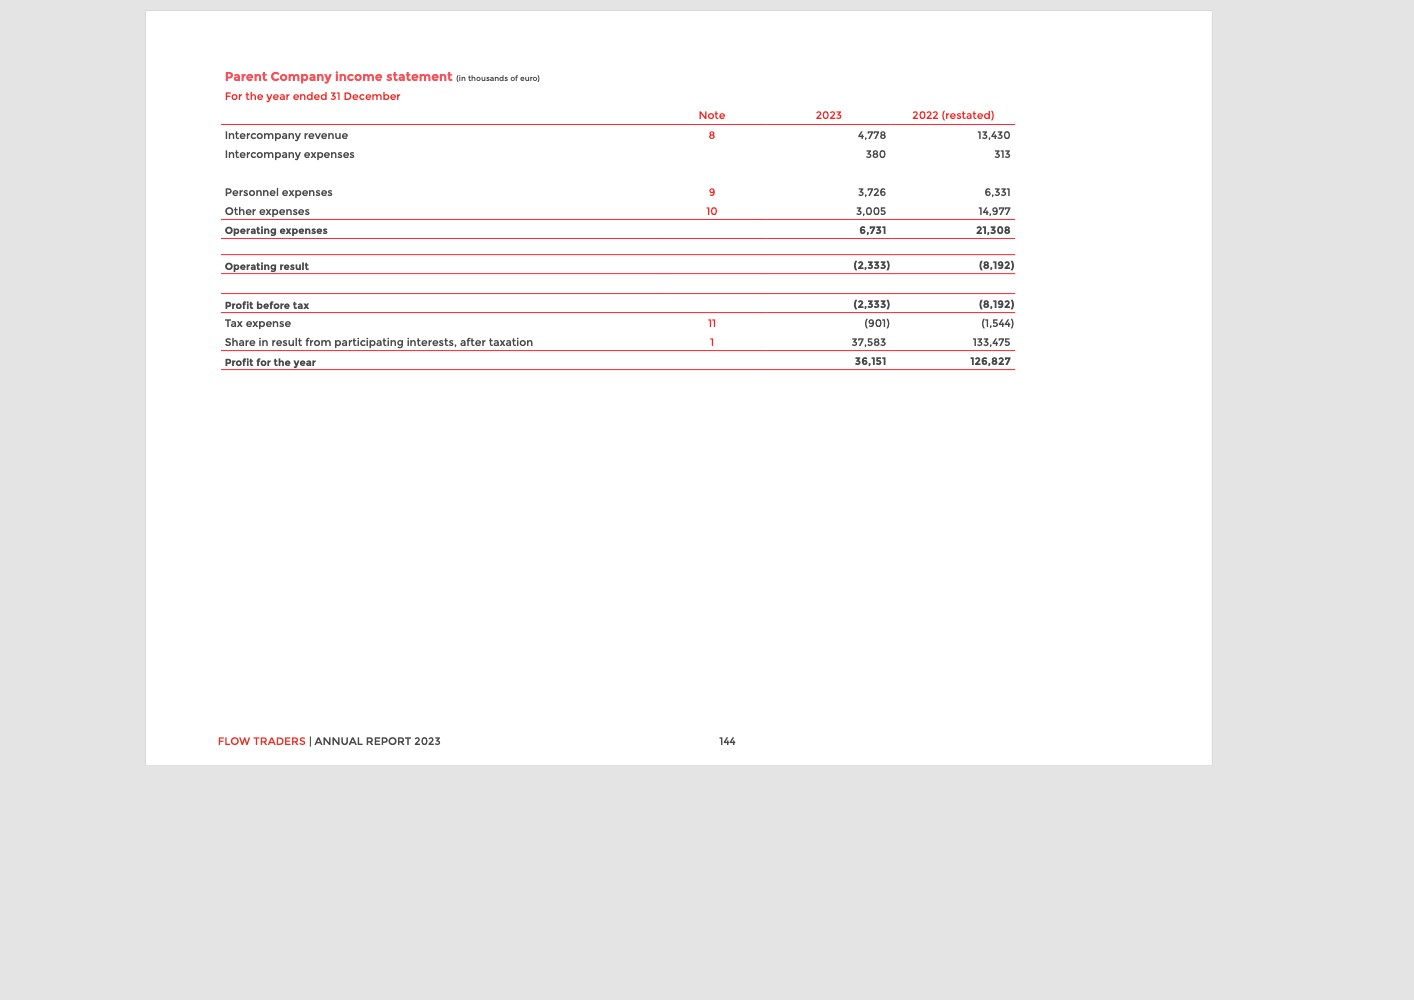 Parent Company income statement (in thousands of euro)
For the year ended 31 December
Note 2023 2022 (restated)
Intercompany revenue 8 4,778 13,430
Intercompany expenses 380 313
Personnel expenses 9 3,726 6,331
Other expenses 10 3,005 14,977
Operating expenses 6,731 21,308
Operating result (2,333) (8,192)
Profit before tax (2,333) (8,192)
Tax expense 11 (901) (1,544)
Share in result from participating interests, after taxation 1 37,583 133,475
Profit for the year 36,151 126,827
FLOW TRADERS | ANNUAL REPORT 2023 144